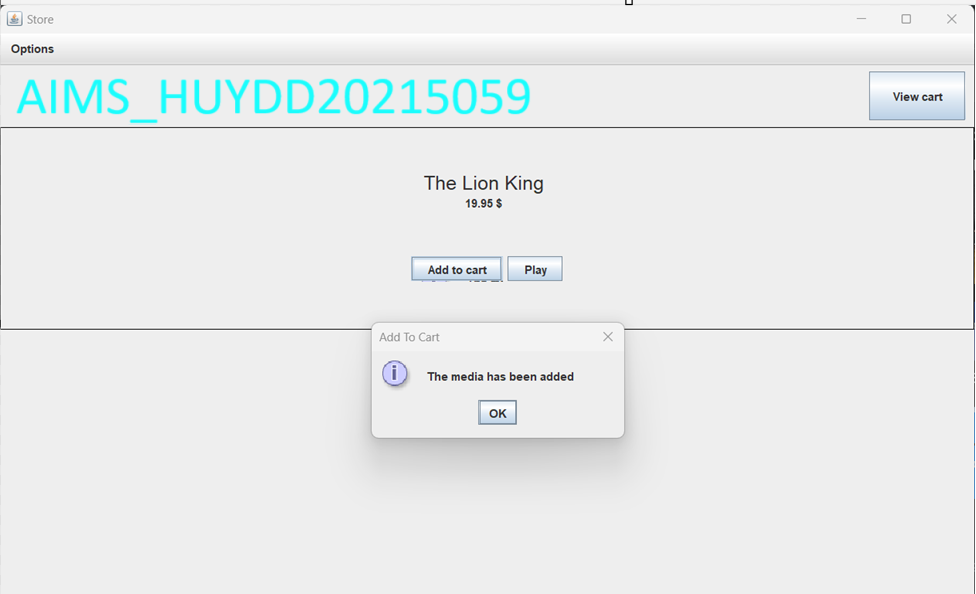 Store
Options
AIMS_HUYDD20215059
View cart
The Lion King
19.95 $
Add to cart
Play
Add To Cart
i
The media has been added
OK